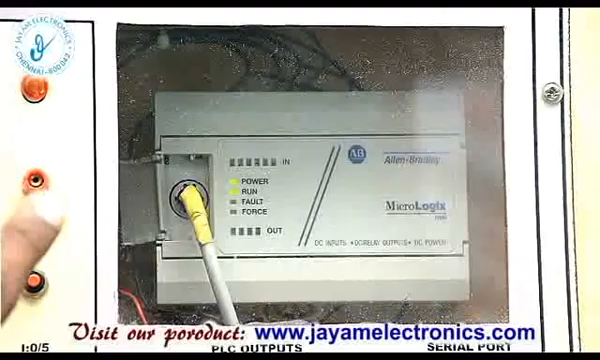 JAYAM ELECTRONICS
CHENNAI-600042
IN
AB
Allen-Bradley
POWER
RUN
FAULT
FORCE
MicroLogix
OUT
DC INPUTS • DC/RELAY OUTPUTS • DC POWER
Visit our poroduct: www.jayamelectronics.com
I:0/5
PLC OUTPUTS
SERIAL PORT